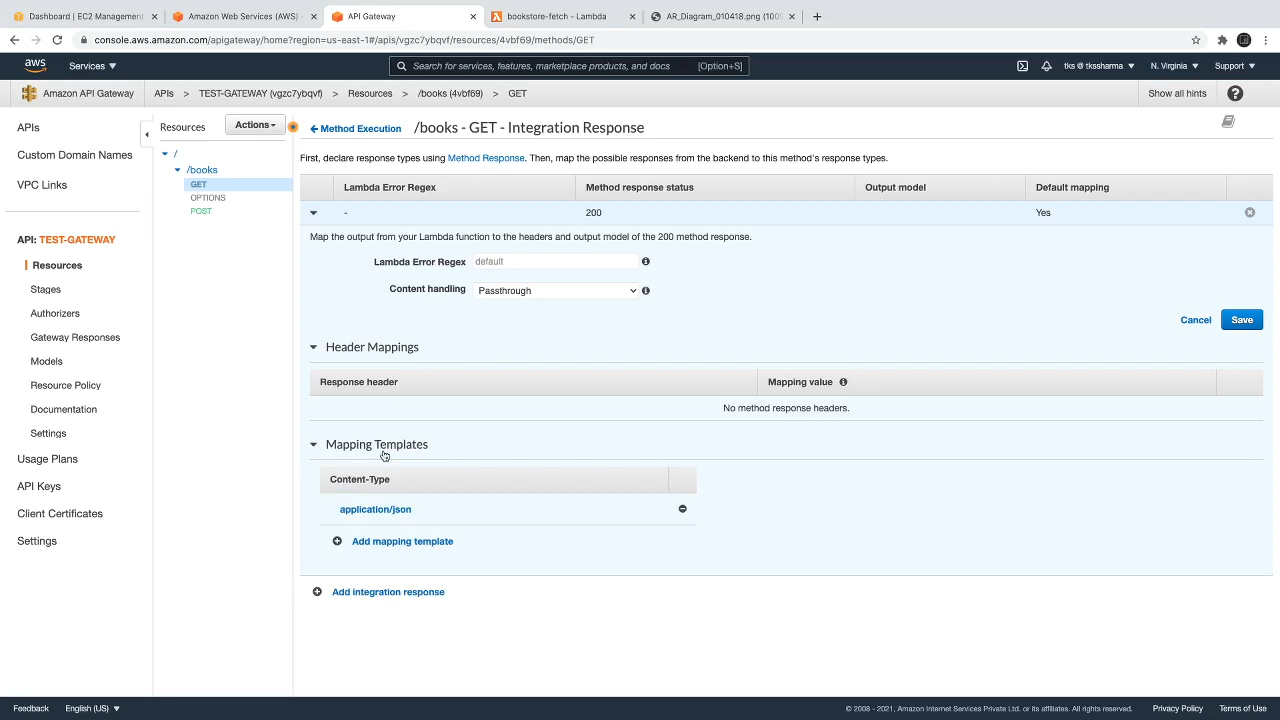 Dashboard | EC2 Management
Amazon Web Services (AWS) -
API Gateway
bookstore-fetch - Lambda
AR_Diagram_010418.png (100
console.aws.amazon.com/apigateway/home?region=us-east-1#/apis/vgzc7ybqvf/resources/4vbf69/methods/GET
aws Services Search for services, features, marketplace products, and docs [Option+S] tks @ tkssharma N. Virginia Support
Amazon API Gateway APIs > TEST-GATEWAY (vgzc7ybqvf) > Resources > /books (4vbf69) > GET Show all hints ?
APIs
Custom Domain Names
VPC Links
API: TEST-GATEWAY
Resources
Stages
Authorizers
Gateway Responses
Models
Resource Policy
Documentation
Settings
Usage Plans
API Keys
Client Certificates
Settings
Resources Actions
/
/books
GET
OPTIONS
POST
Method Execution /books - GET - Integration Response
First, declare response types using Method Response. Then, map the possible responses from the backend to this method's response types.
Lambda Error Regex Method response status Output model Default mapping
- 200 Yes
Map the output from your Lambda function to the headers and output model of the 200 method response.
Lambda Error Regex default
Content handling Passthrough
Cancel Save
Header Mappings
Response header Mapping value
No method response headers.
Mapping Templates
Content-Type
application/json
Add mapping template
Add integration response
Feedback English (US) © 2008 - 2021, Amazon Internet Services Private Ltd. or its affiliates. All rights reserved. Privacy Policy Terms of Use